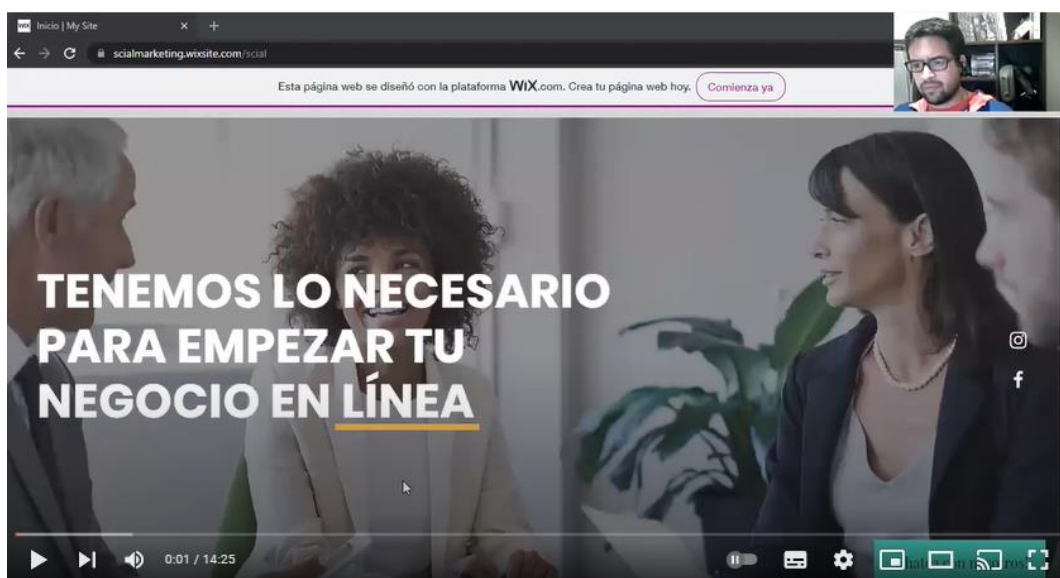 WiX Inicio | My Site
scialmarketing.wixsite.com/scial
Esta página web se diseñó con la plataforma WiX.com. Crea tu página web hoy. Comienza ya
TENEMOS LO NECESARIO
PARA EMPEZAR TU
NEGOCIO EN LÍNEA
0:01 / 14:25